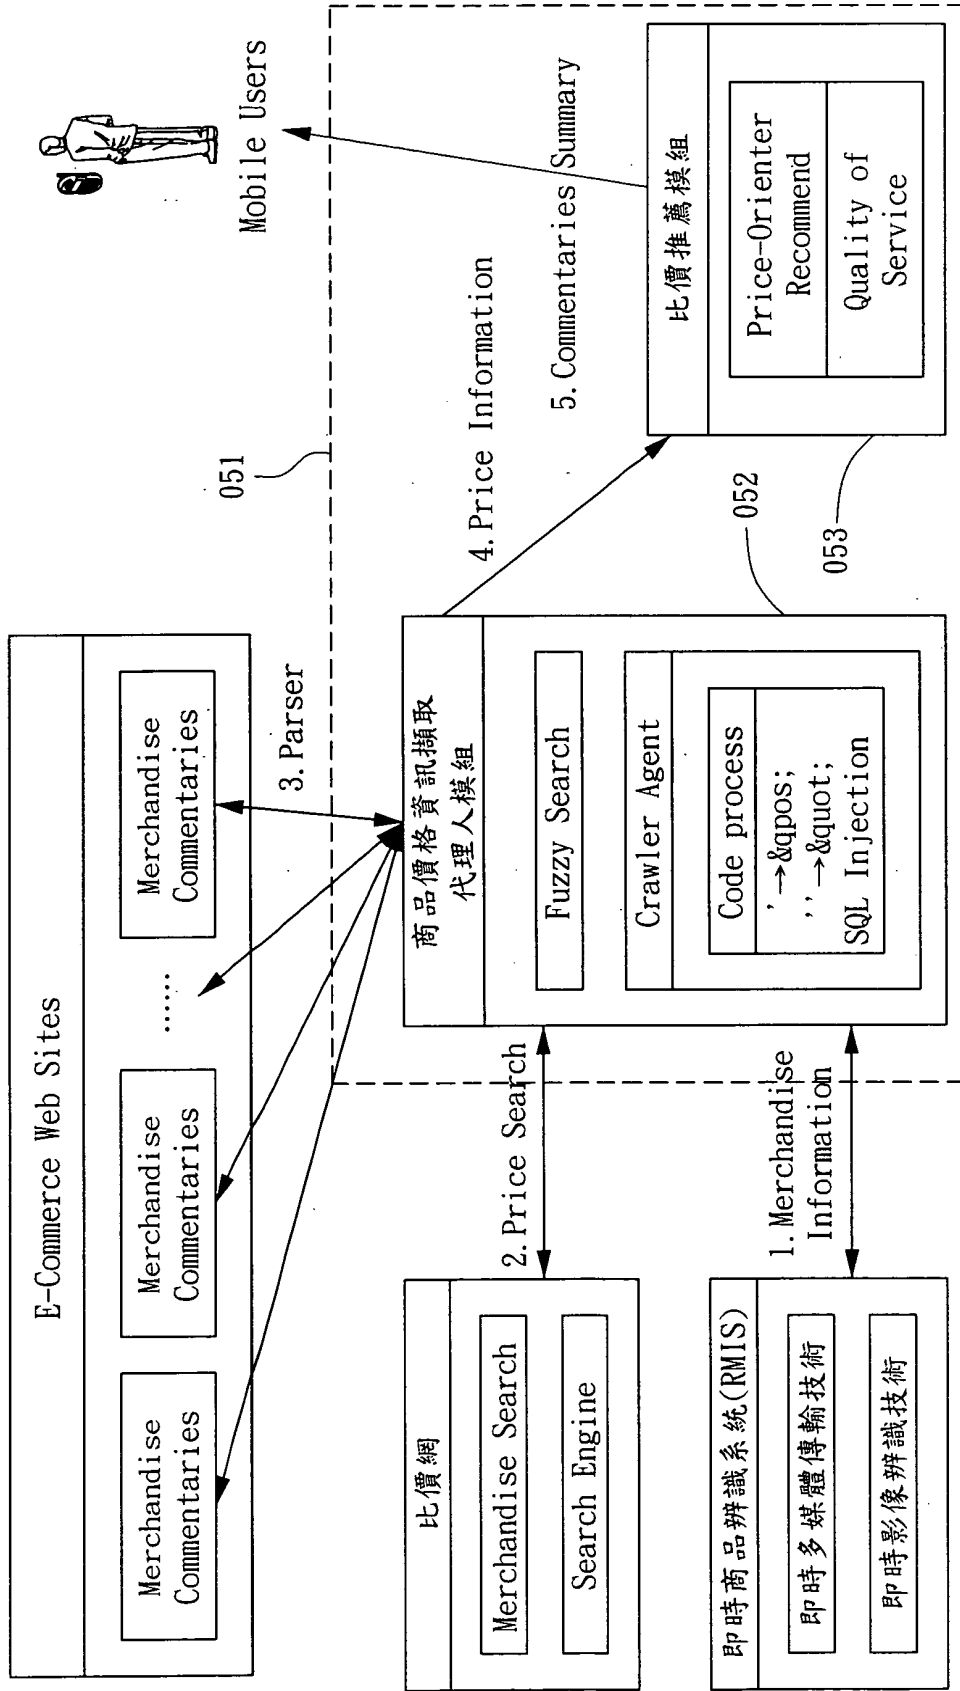 E-Commerce Web Sites
Merchandise
Commentaries
Merchandise
Commentaries
......
Merchandise
Commentaries
Mobile Users
3.Parser
051
比價網
Merchandise Search
Search Engine
2.Price Search
商品價格資訊擷取
代理人模組
Fuzzy Search
Crawler Agent
Code process
'→&qpos;
,,→&quot;
SQL Injection
4.Price Information
5.Commentaries Summary
052
053
比價推薦模組
Price-Orienter
Recommend
Quality of
Service
即時商品辨識系統(RMIS)
即時多媒體傳輸技術
即時影像辨識技術
1.Merchandise
Information